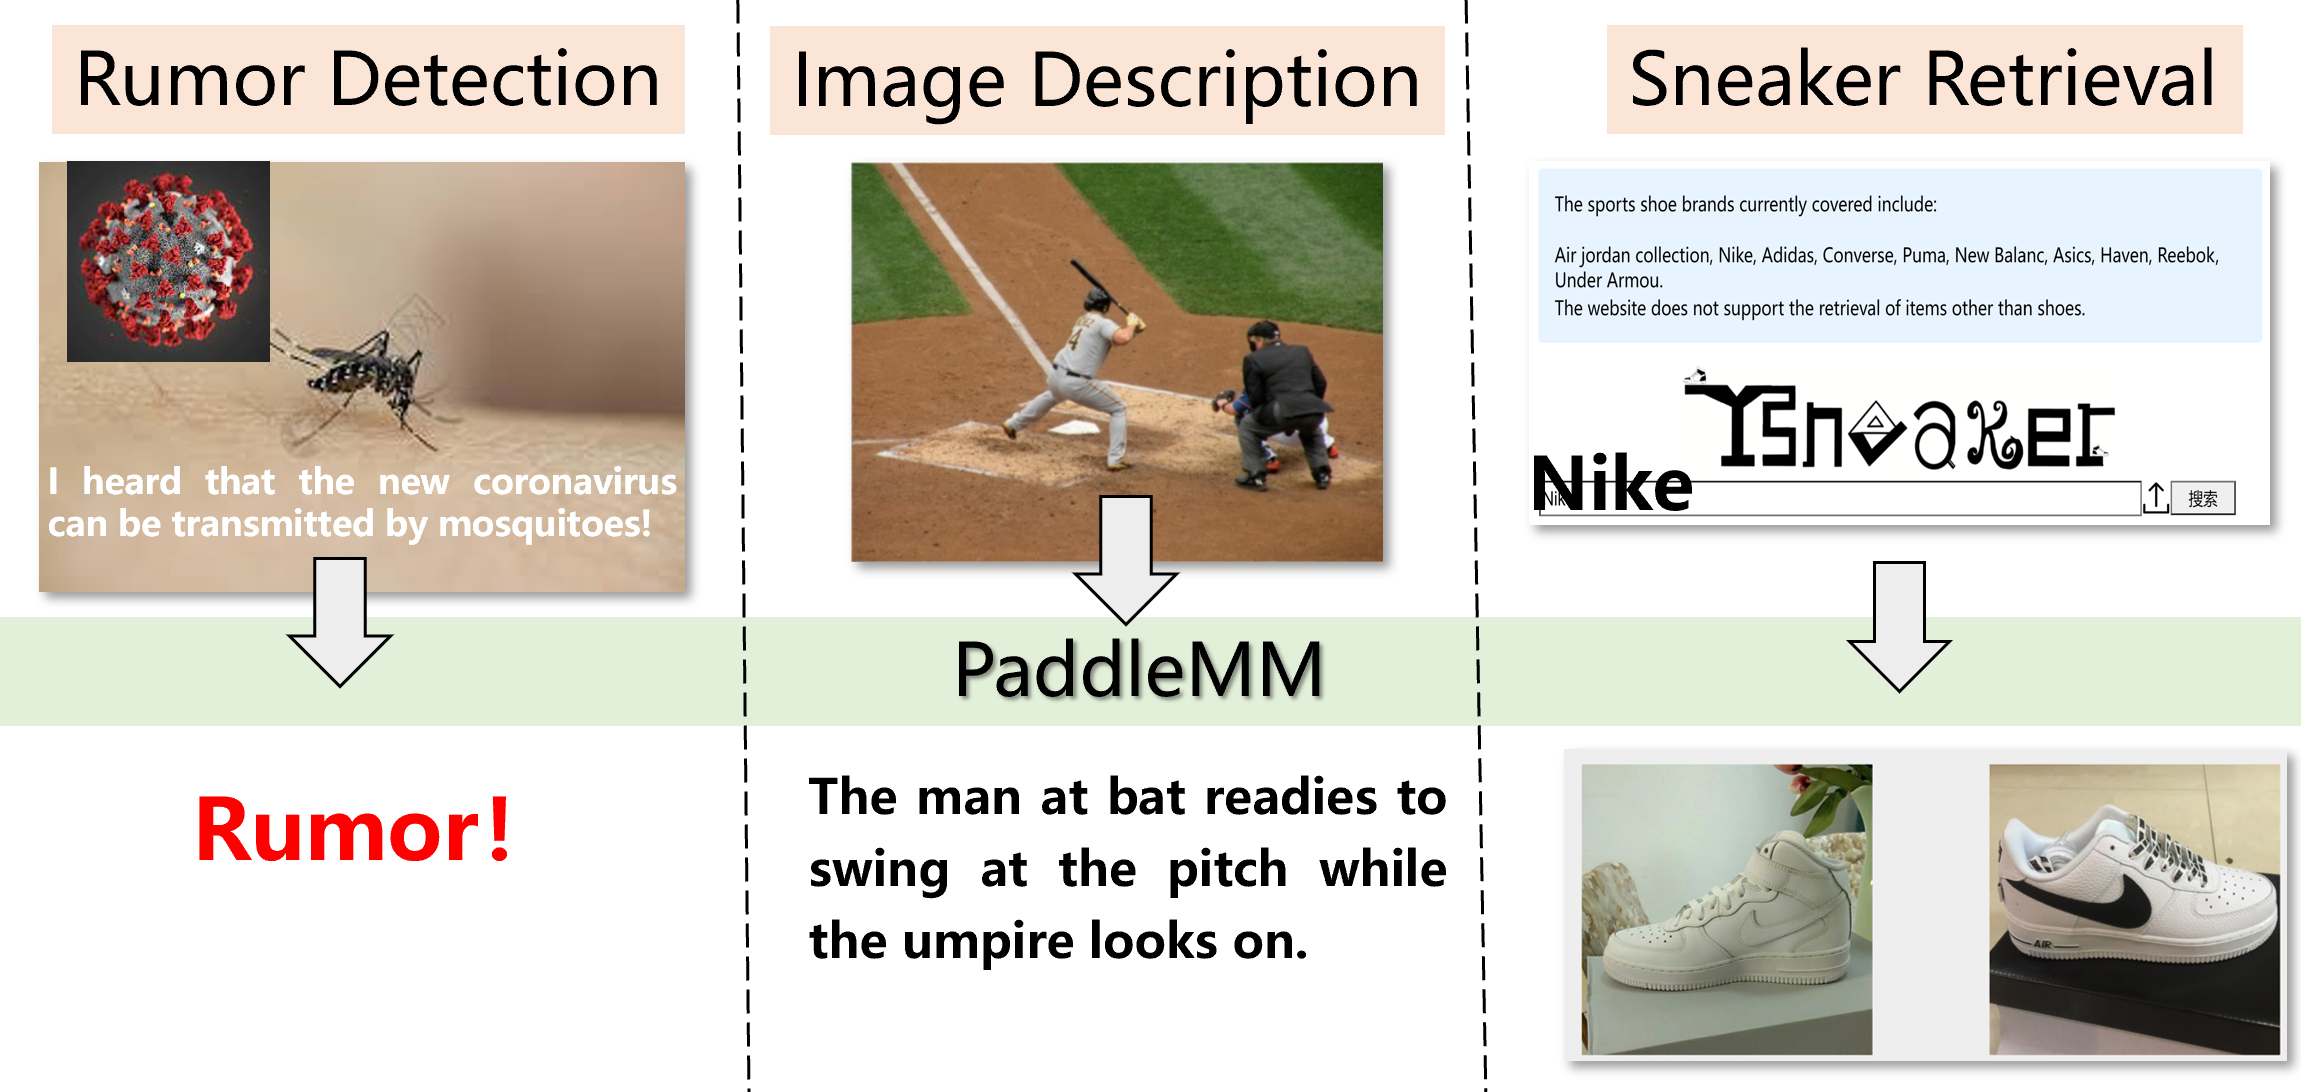 Rumor Detection
I heard that the new coronavirus
can be transmitted by mosquitoes!
Rumor!
Image Description
PaddleMM
The man at bat readies to
swing at the pitch while
the umpire looks on.
Sneaker Retrieval
The sports shoe brands currently covered include:
Air jordan collection, Nike, Adidas, Converse, Puma, New Balanc, Asics, Haven, Reebok,
Under Armou.
The website does not support the retrieval of items other than shoes.
YSneaker
Nike
搜索
AIR